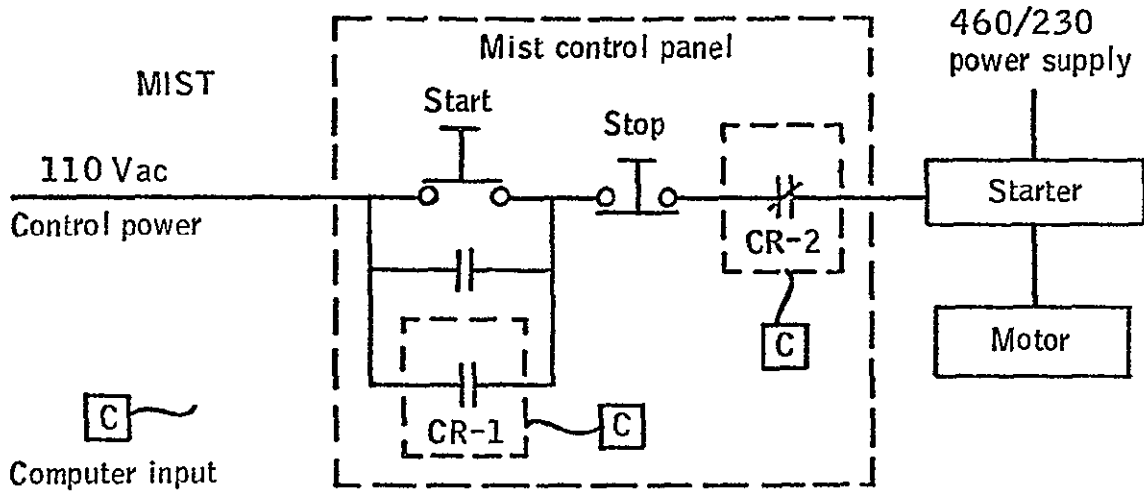 460/230
power supply
Mist control panel
MIST
Start
Stop
110 Vac
Control power
Starter
CR-2
C
Motor
C
CR-1
C
Computer input